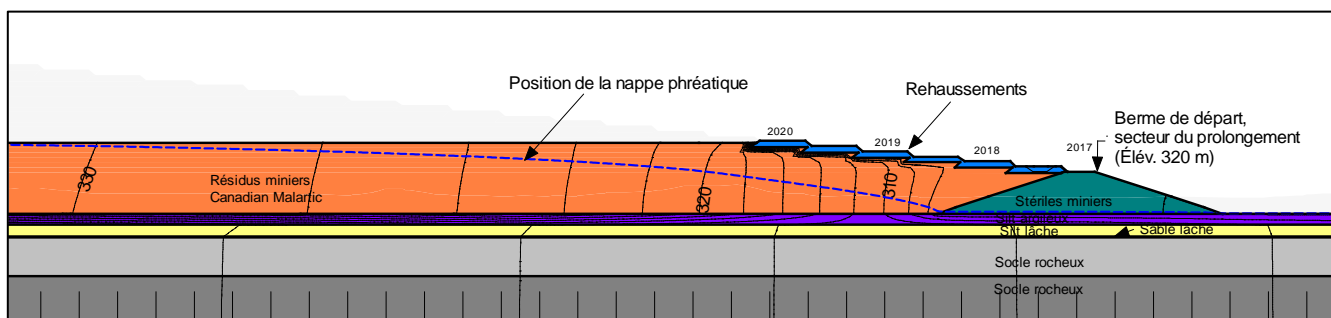 Position de la nappe phréatique
Rehaussements
Berme de départ,
secteur du prolongement
(Élév. 320 m)
2020
2019
2018
2017
330
320
310
Résidus miniers
Canadian Malartic
Stériles miniers
Silt argileux
Silt lâche
Sable lâche
Socle rocheux
Socle rocheux